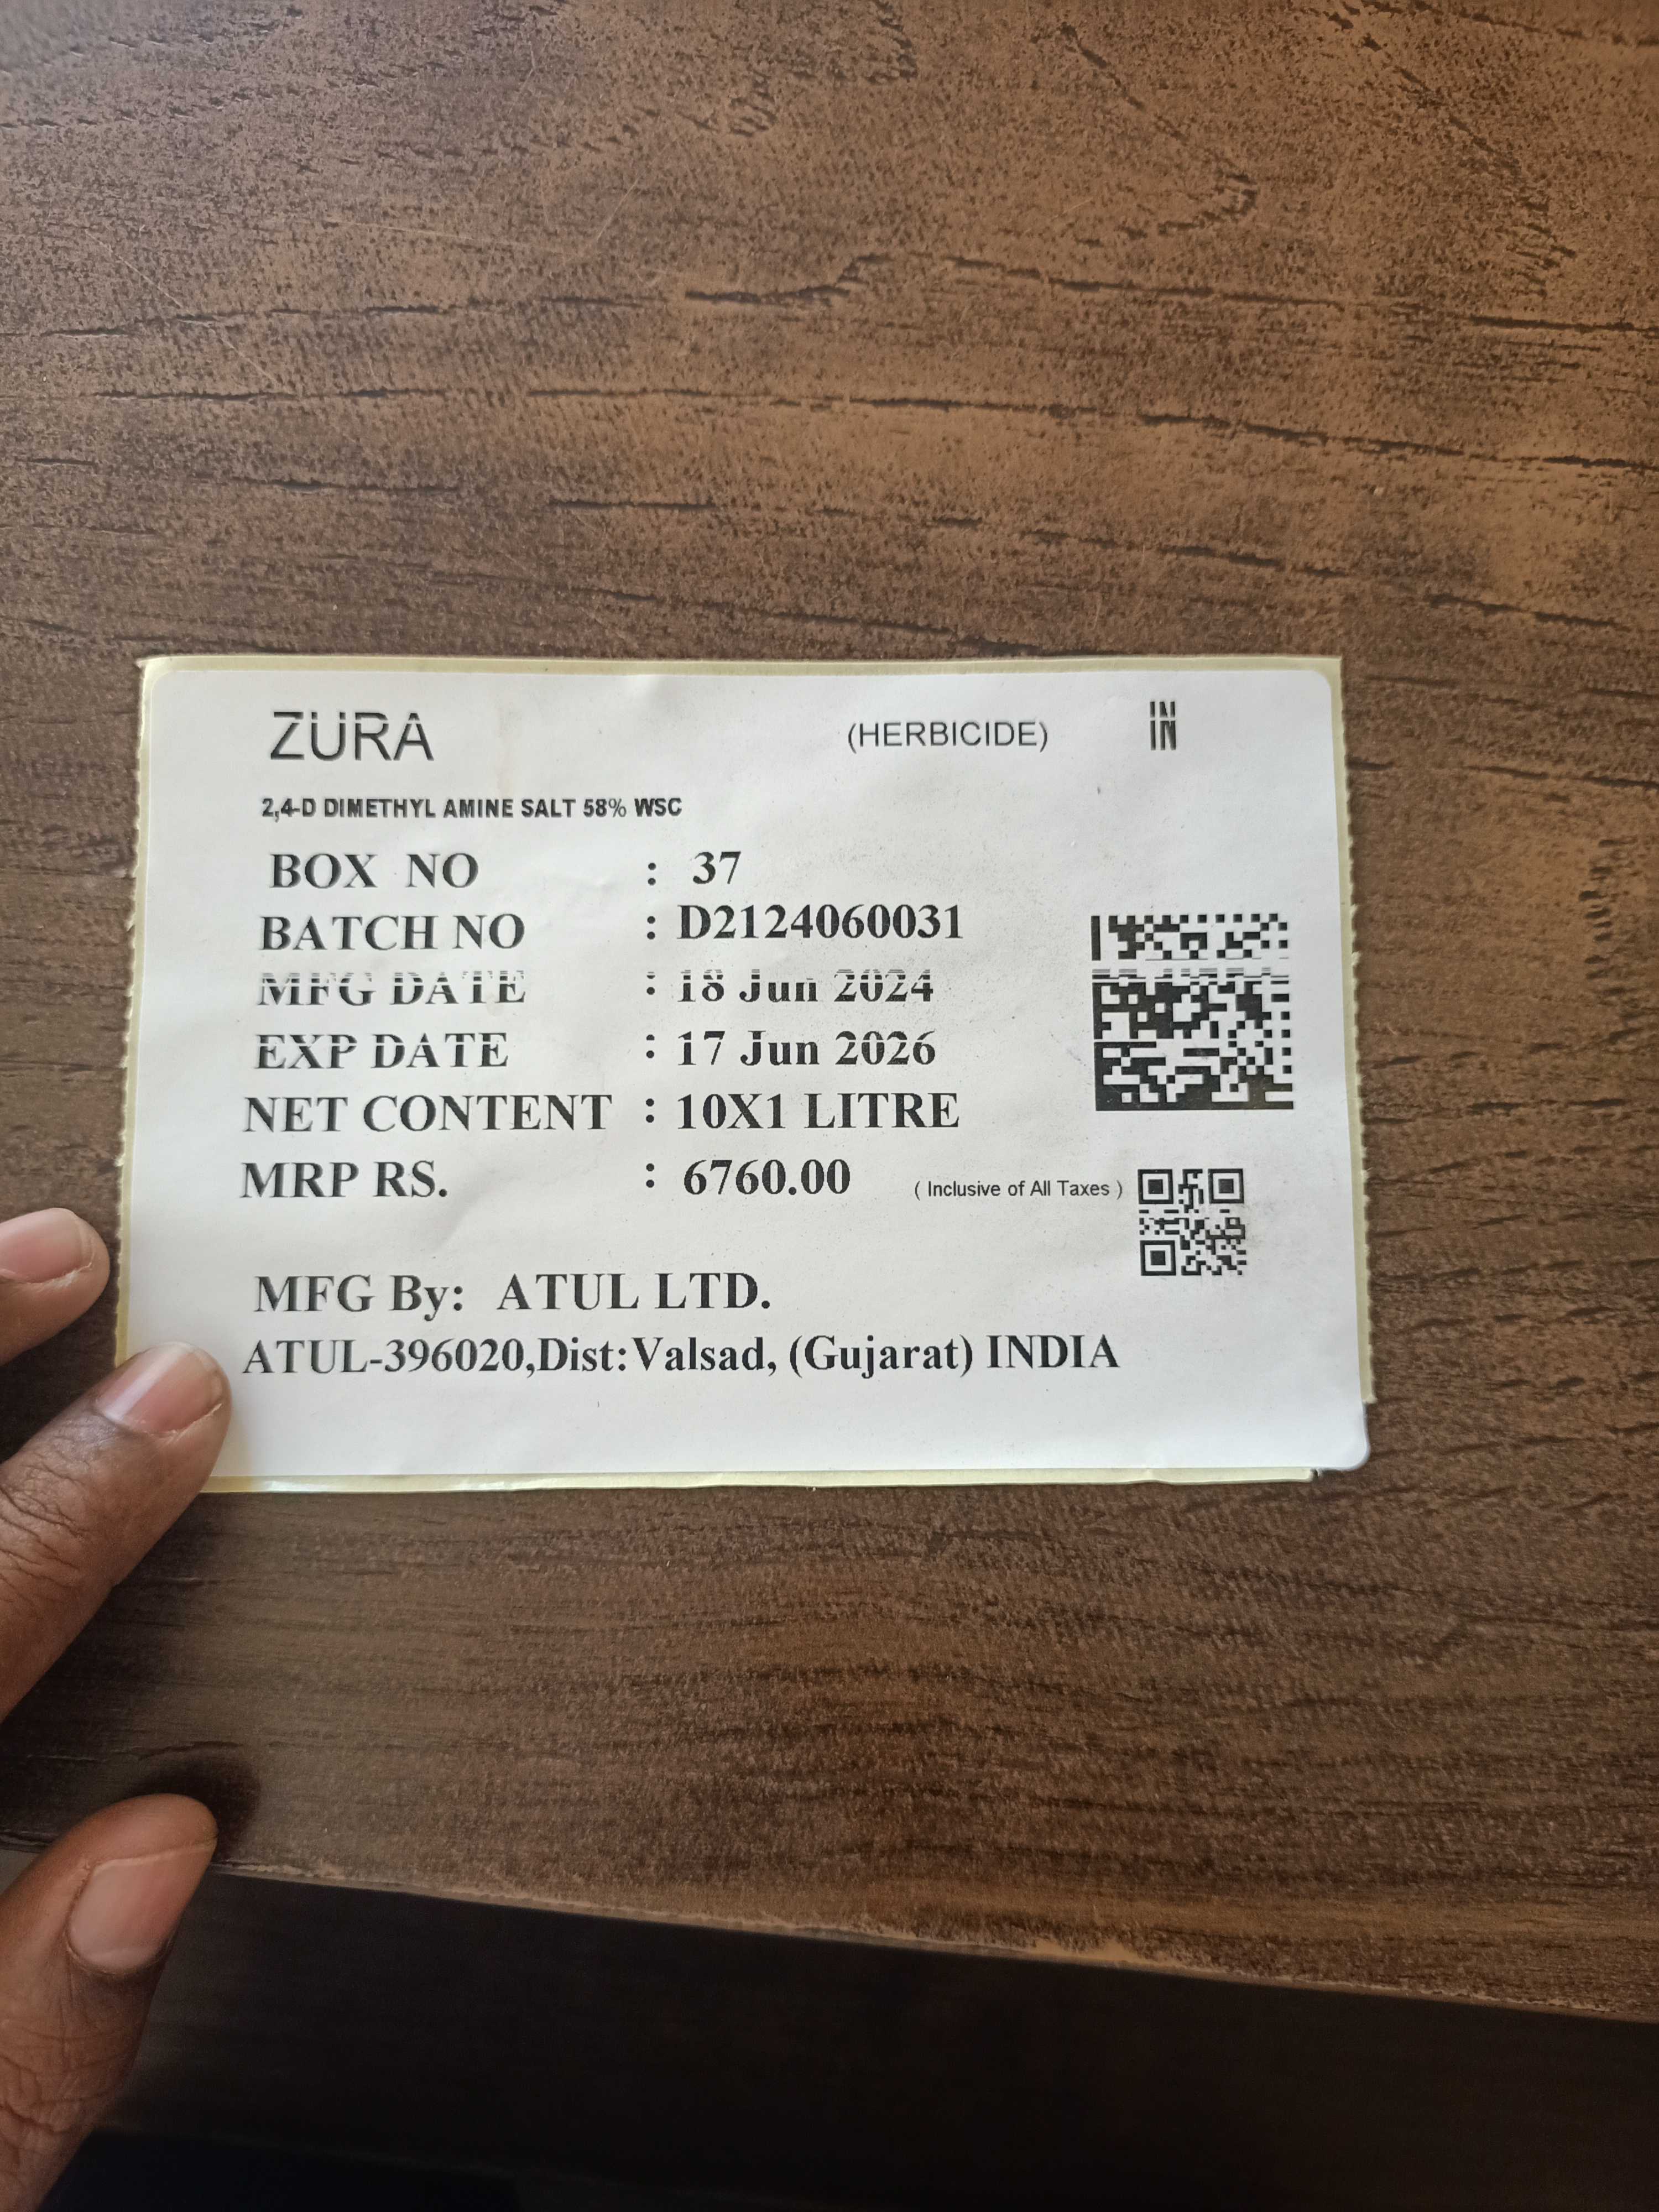 ZURA (HERBICIDE) IN
2,4-D DIMETHYL AMINE SALT 58% WSC
BOX NO : 37
BATCH NO : D2124060031
MFG DATE : 18 Jun 2024
EXP DATE : 17 Jun 2026
NET CONTENT : 10X1 LITRE
MRP RS. : 6760.00 ( Inclusive of All Taxes )
MFG By: ATUL LTD.
ATUL-396020,Dist:Valsad, (Gujarat) INDIA